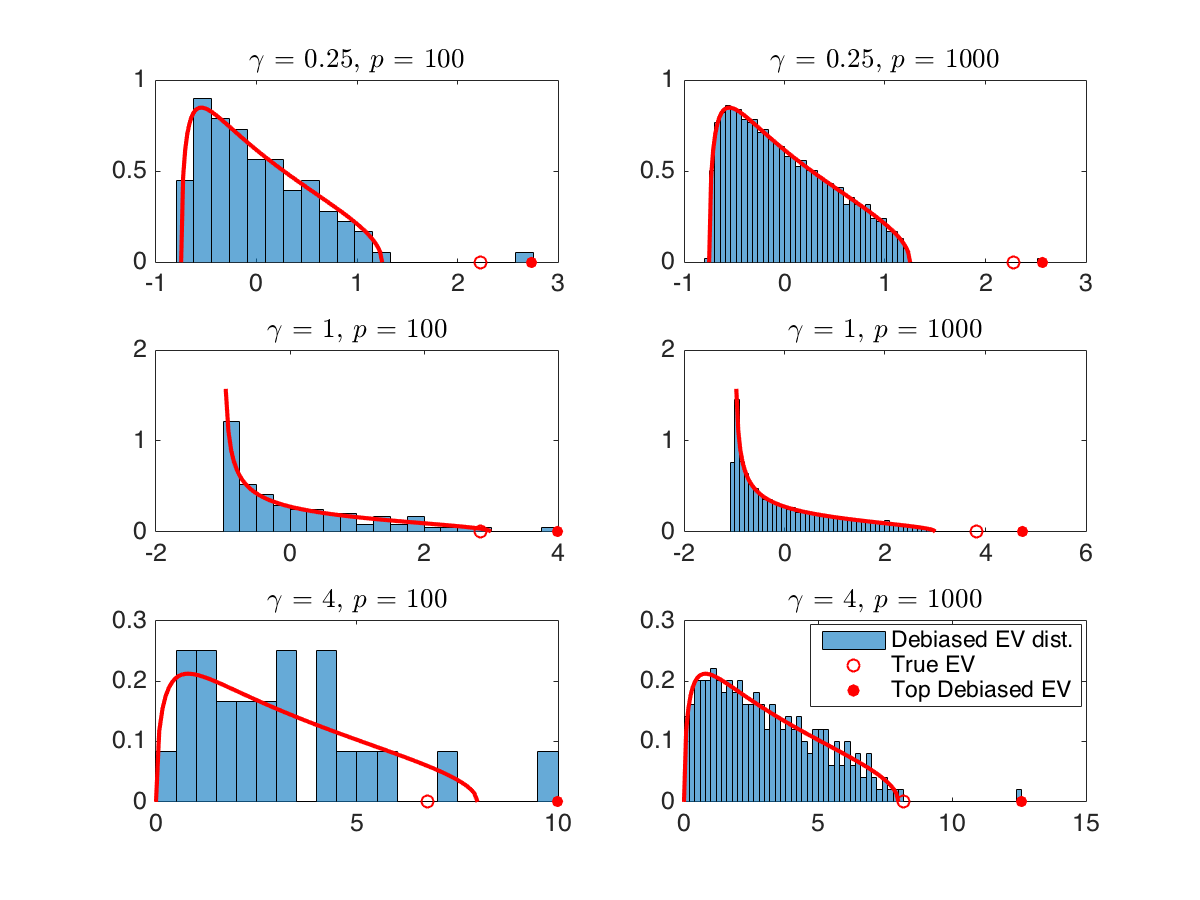 γ = 0.25, p = 100
1
0.5
0
-1 0 1 2 3
γ = 0.25, p = 1000
1
0.5
0
-1 0 1 2 3
γ = 1, p = 100
2
1
0
-2 0 2 4
γ = 1, p = 1000
2
1
0
-2 0 2 4 6
γ = 4, p = 100
0.3
0.2
0.1
0
0 5 10
γ = 4, p = 1000
0.3
0.2
0.1
0
0 5 10 15
Debiased EV dist.
True EV
Top Debiased EV